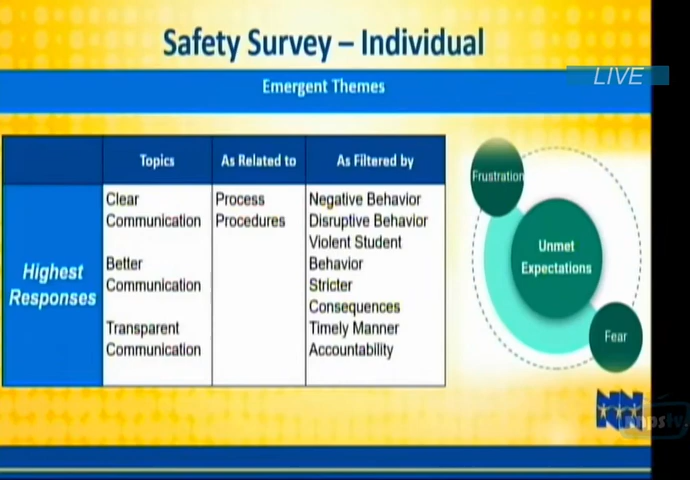 Safety Survey – Individual
LIVE
Emergent Themes
Topics
As Related to
As Filtered by
Highest
Responses
Clear
Communication
Better
Communication
Transparent
Communication
Process
Procedures
Negative Behavior
Disruptive Behavior
Violent Student
Behavior
Stricter
Consequences
Timely Manner
Accountability
Frustration
Unmet
Expectations
Fear
NN